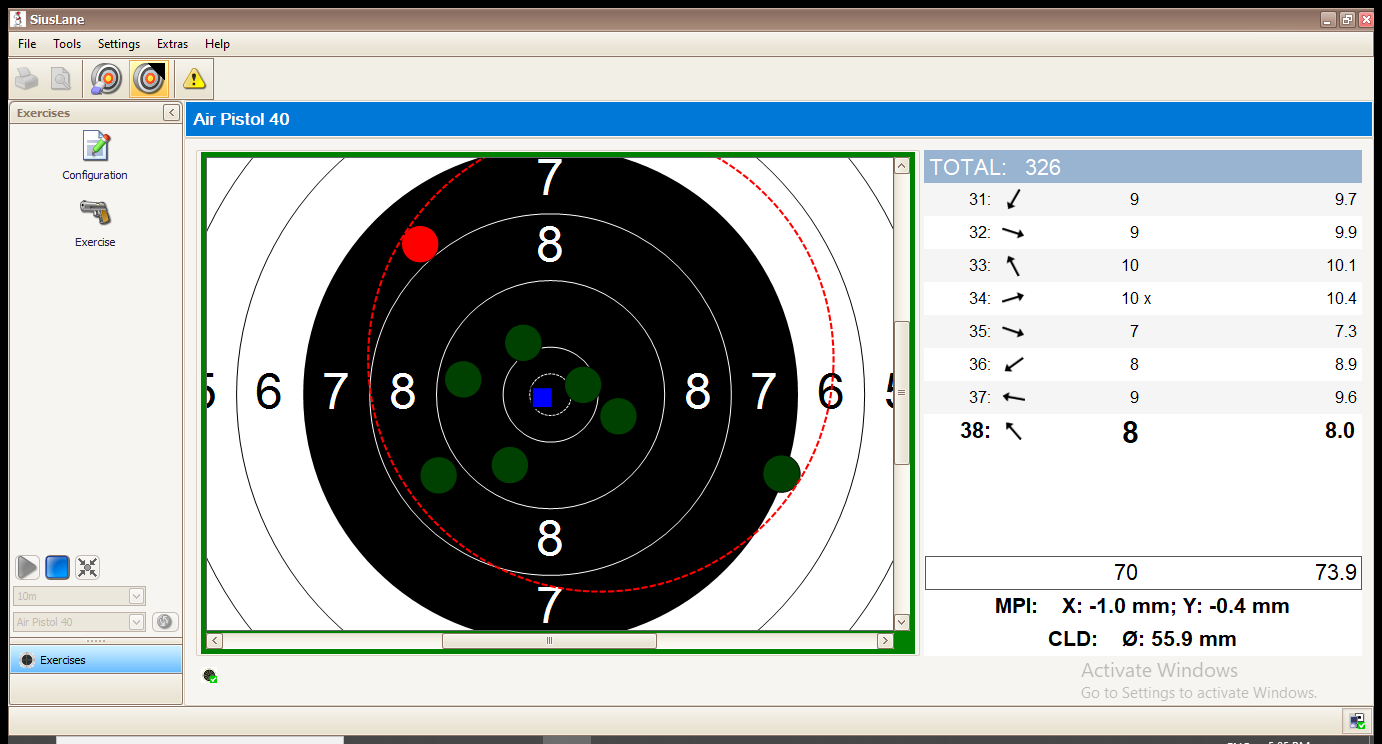 SiusLane
File Tools Settings Extras Help
Exercises
Configuration
Exercise
10m
Air Pistol 40
Exercises
Air Pistol 40
7
8
5 6 7 8 8 7 6 5
8
7
TOTAL: 326
31: 9 9.7
32: 9 9.9
33: 10 10.1
34: 10 x 10.4
35: 7 7.3
36: 8 8.9
37: 9 9.6
38: 8 8.0
70 73.9
MPI: X: -1.0 mm; Y: -0.4 mm
CLD: Ø: 55.9 mm
Activate Windows
Go to Settings to activate Windows.